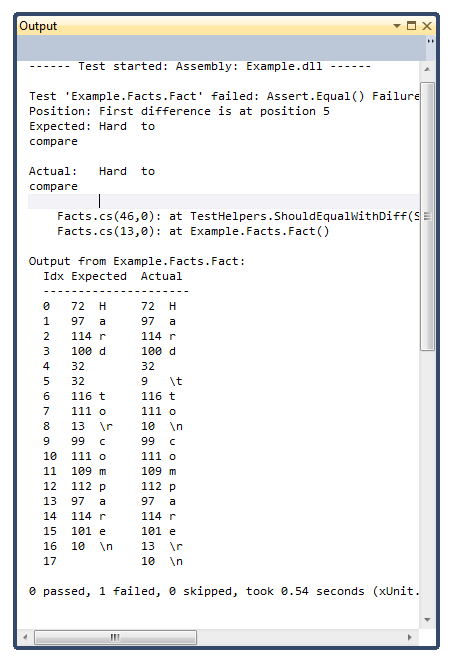 Output
------ Test started: Assembly: Example.dll ------
Test 'Example.Facts.Fact' failed: Assert.Equal() Failure
Position: First difference is at position 5
Expected: Hard  to
compare
Actual:   Hard  to
compare
    Facts.cs(46,0): at TestHelpers.ShouldEqualWithDiff(S
    Facts.cs(13,0): at Example.Facts.Fact()
Output from Example.Facts.Fact:
  Idx Expected  Actual
  ---------------------
  0   72  H     72  H
  1   97  a     97  a
  2   114 r     114 r
  3   100 d     100 d
  4   32        32
  5   32        9   \t
  6   116 t     116 t
  7   111 o     111 o
  8   13  \r    10  \n
  9   99  c     99  c
  10  111 o     111 o
  11  109 m     109 m
  12  112 p     112 p
  13  97  a     97  a
  14  114 r     114 r
  15  101 e     101 e
  16  10  \n    13  \r
  17            10  \n
0 passed, 1 failed, 0 skipped, took 0.54 seconds (xUnit.